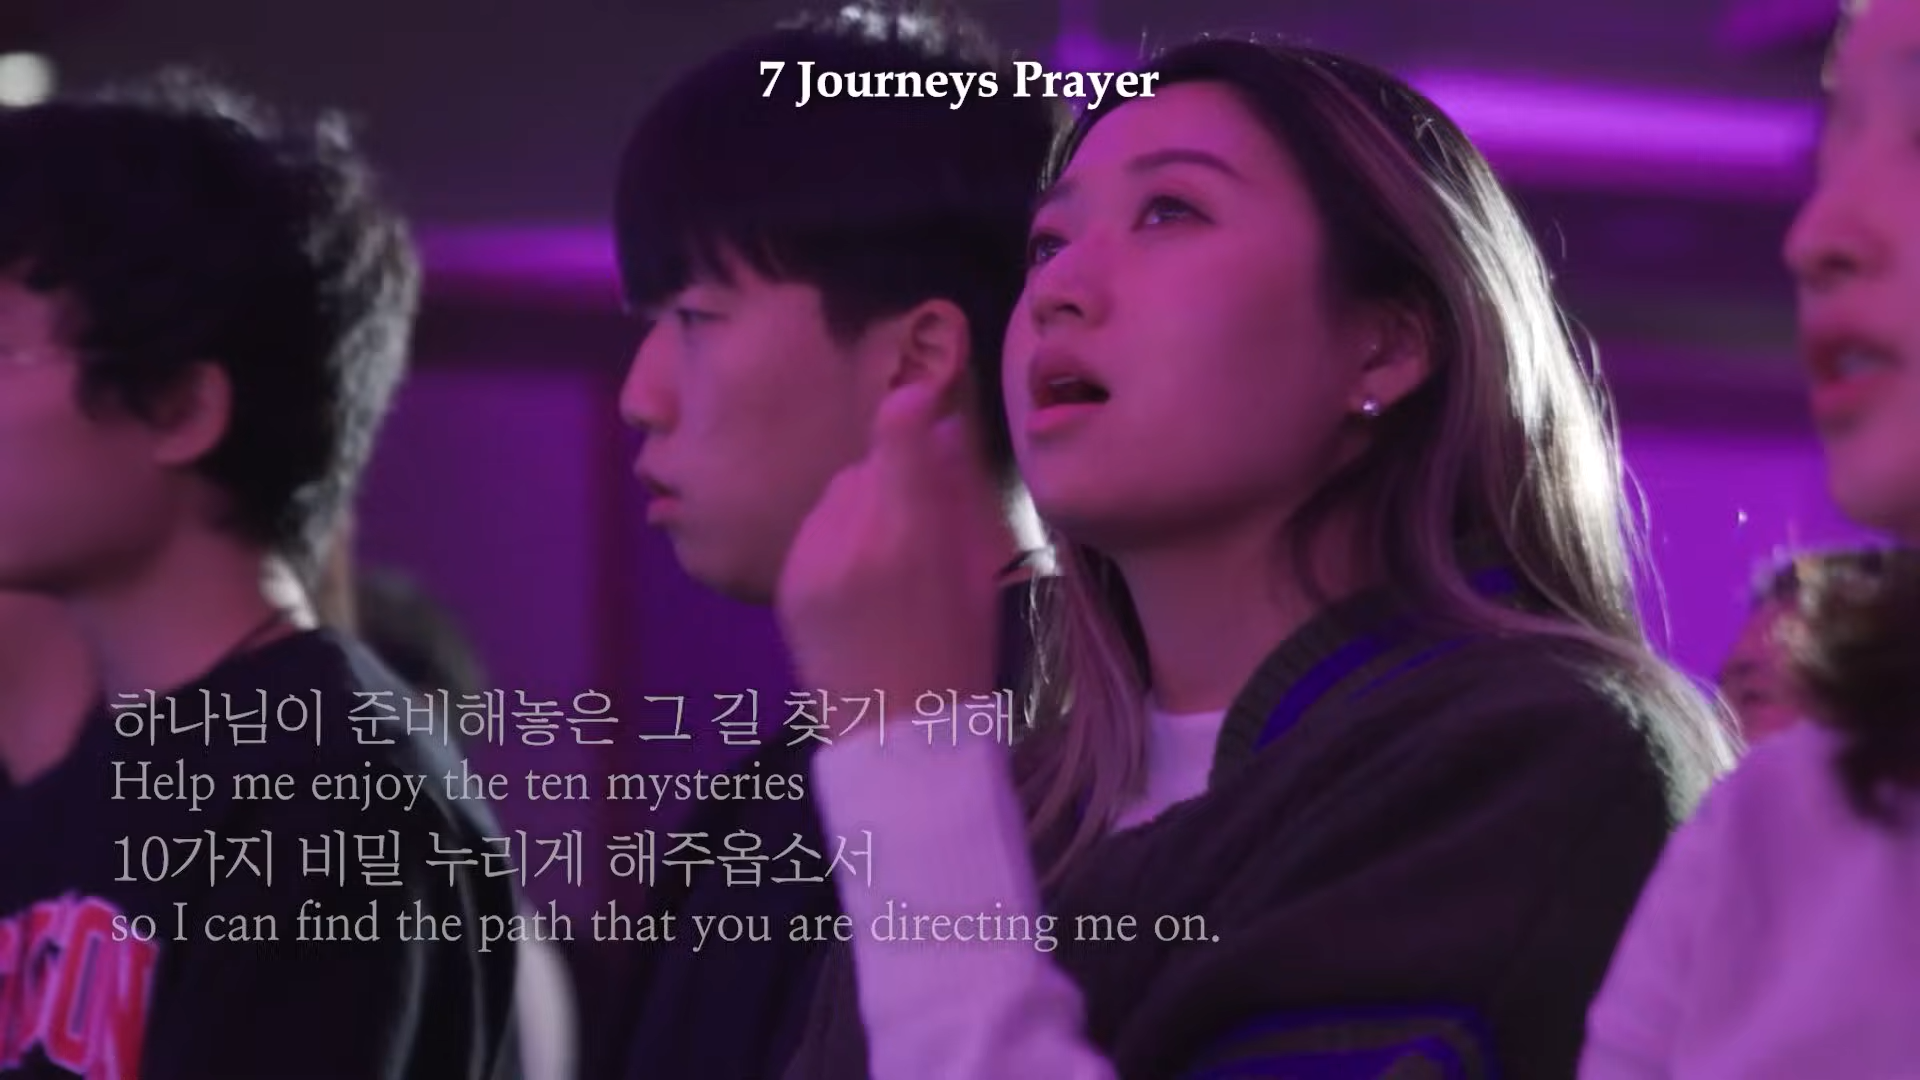 7 Journeys Prayer
하나님이 준비해놓은 그 길 찾기 위해
Help me enjoy the ten mysteries
10가지 비밀 누리게 해주옵소서
so I can find the path that you are directing me on.